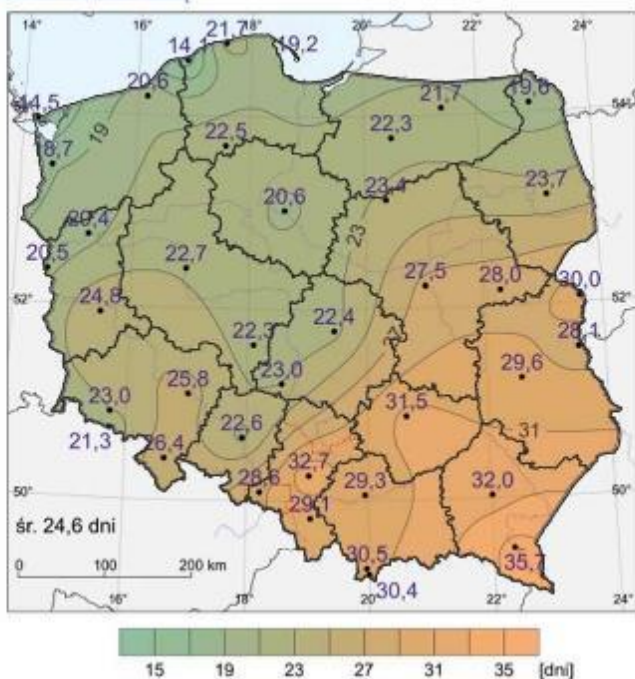 14° 16° 18° 20° 22° 24°
21,7
14,1 19,2
20,6 21,7 19,6
54° 14,5 54°
19
18,7 22,5 22,3
23,4 23,7
20,4 20,6
23
20,5 22,7 27,5 28,0 30,0
52° 24,8 52°
22,3 22,4 28,1
27
23,0 25,8 23,0 29,6
21,3 22,6 31,5 31
26,4 32,7
50° 28,6 29,3 32,0 50°
29,1
śr. 24,6 dni
30,5 35,7
0 100 200 km
30,4
16° 18° 20° 22°
15 19 23 27 31 35 [dni]